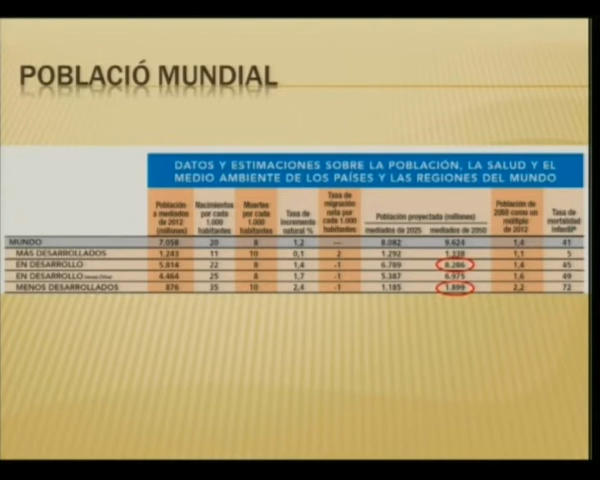 POBLACIÓ MUNDIAL
DATOS Y ESTIMACIONES SOBRE LA POBLACIÓN, LA SALUD Y EL
MEDIO AMBIENTE DE LOS PAÍSES Y LAS REGIONES DEL MUNDO
Población a mediados de 2012 (millones)
Nacimientos por cada 1.000 habitantes
Muertes por cada 1.000 habitantes
Tasa de incremento natural %
Tasa de migración neta por cada 1.000 habitantes
Población proyectada (millones)
mediados de 2025 mediados de 2050
Población de 2050 como un múltiplo de 2012
Tasa de mortalidad infantil
MUNDO 7.058 20 8 1,2 — 8.082 9.624 1,4 41
MÁS DESARROLLADOS 1.243 11 10 0,1 2 1.292 1.338 1,1 5
EN DESARROLLO 5.814 22 8 1,4 -1 6.789 8.286 1,4 45
EN DESARROLLO 4.464 25 8 1,7 -1 5.387 6.975 1,6 49
MENOS DESARROLLADOS 876 35 10 2,4 -1 1.185 1.899 2,2 72